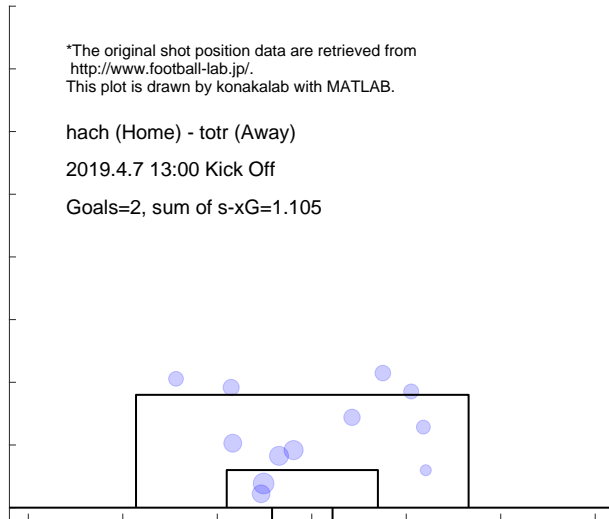 *The original shot position data are retrieved from
http://www.football-lab.jp/.
This plot is drawn by konakalab with MATLAB.
hach (Home) - totr (Away)
2019.4.7 13:00 Kick Off
Goals=2, sum of s-xG=1.105